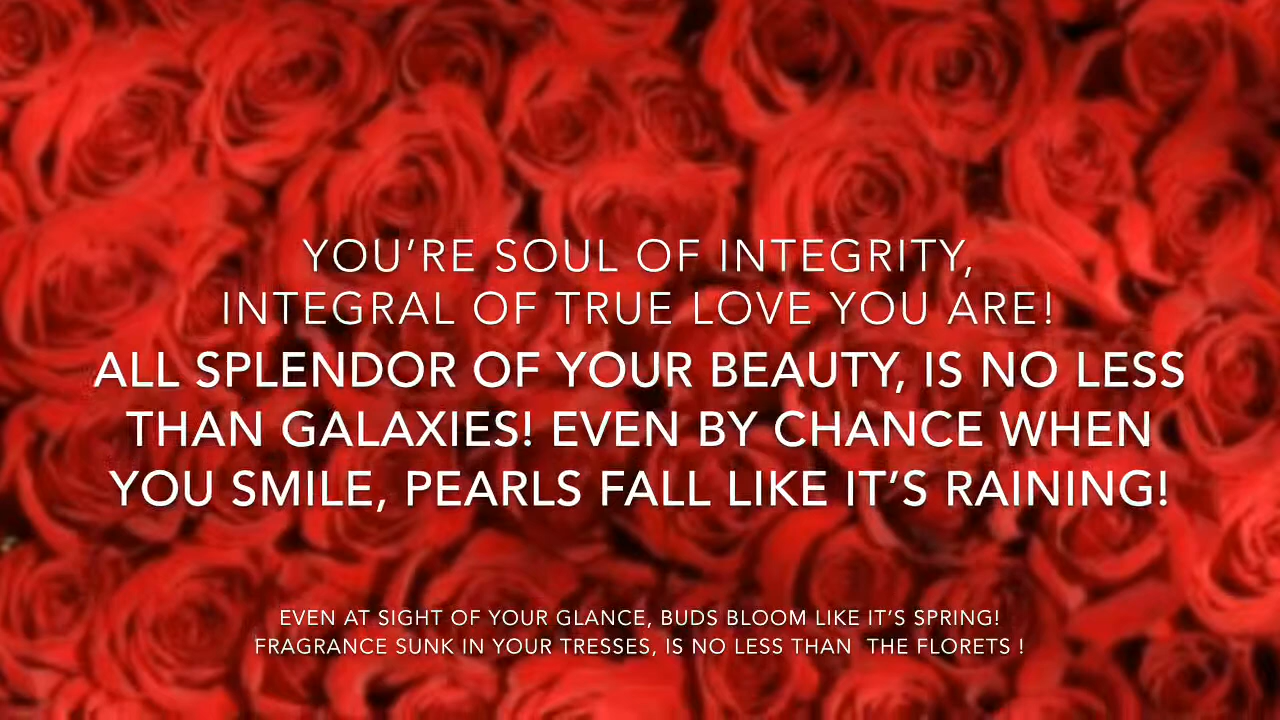 YOU’RE SOUL OF INTEGRITY,
INTEGRAL OF TRUE LOVE YOU ARE!
ALL SPLENDOR OF YOUR BEAUTY, IS NO LESS
THAN GALAXIES! EVEN BY CHANCE WHEN
YOU SMILE, PEARLS FALL LIKE IT’S RAINING!
EVEN AT SIGHT OF YOUR GLANCE, BUDS BLOOM LIKE IT’S SPRING!
FRAGRANCE SUNK IN YOUR TRESSES, IS NO LESS THAN  THE FLORETS !